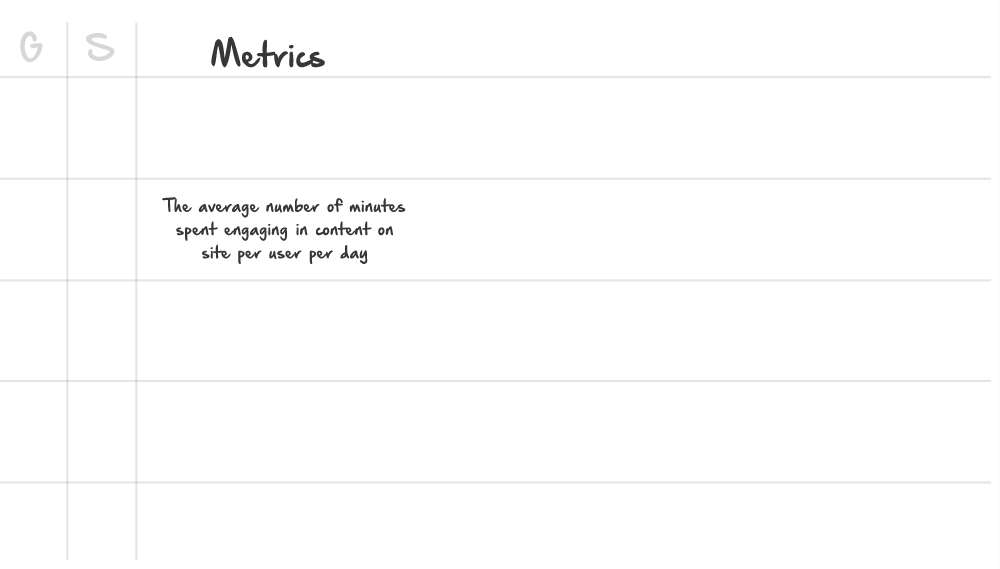 G S Metrics
The average number of minutes
spent engaging in content on
site per user per day